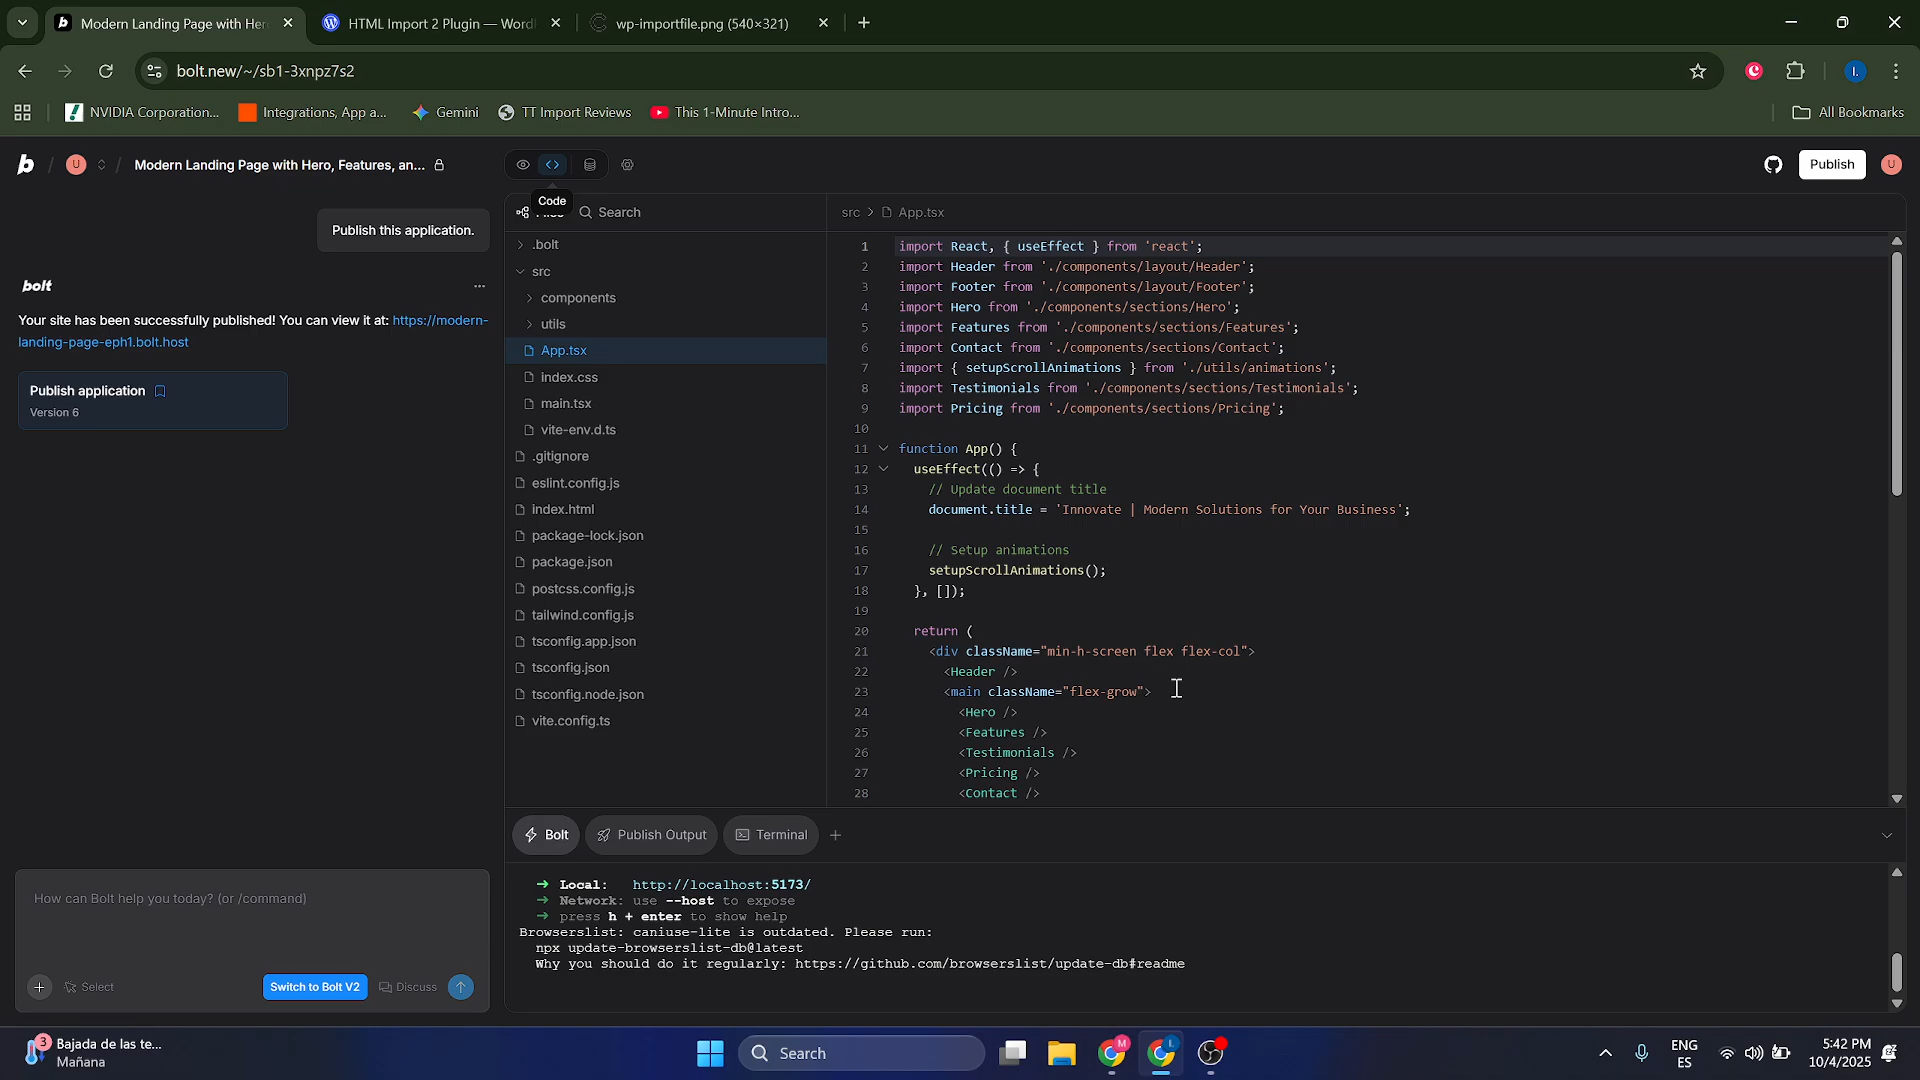 Modern Landing Page with Her
HTML Import 2 Plugin — Word
wp-importfile.png (540×321)
bolt.new/~/sb1-3xnpz7s2
I.
NVIDIA Corporation...
Integrations, App a...
Gemini
TT Import Reviews
This 1-Minute Intro...
All Bookmarks
b
U
Modern Landing Page with Hero, Features, an...
Publish
U
Code
Search
src
App.tsx
Publish this application.
bolt
Your site has been successfully published! You can view it at: https://modern-
landing-page-eph1.bolt.host
Publish application
Version 6
.bolt
src
components
utils
App.tsx
index.css
main.tsx
vite-env.d.ts
.gitignore
eslint.config.js
index.html
package-lock.json
package.json
postcss.config.js
tailwind.config.js
tsconfig.app.json
tsconfig.json
tsconfig.node.json
vite.config.ts
1 import React, { useEffect } from 'react';
2 import Header from './components/layout/Header';
3 import Footer from './components/layout/Footer';
4 import Hero from './components/sections/Hero';
5 import Features from './components/sections/Features';
6 import Contact from './components/sections/Contact';
7 import { setupScrollAnimations } from './utils/animations';
8 import Testimonials from './components/sections/Testimonials';
9 import Pricing from './components/sections/Pricing';
10
11 function App() {
12 useEffect(() => {
13 // Update document title
14 document.title = 'Innovate | Modern Solutions for Your Business';
15
16 // Setup animations
17 setupScrollAnimations();
18 }, []);
19
20 return (
21 <div className="min-h-screen flex flex-col">
22 <Header />
23 <main className="flex-grow">
24 <Hero />
25 <Features />
26 <Testimonials />
27 <Pricing />
28 <Contact />
Bolt
Publish Output
Terminal
➜ Local: http://localhost:5173/
➜ Network: use --host to expose
➜ press h + enter to show help
Browserslist: caniuse-lite is outdated. Please run:
npx update-browserslist-db@latest
Why you should do it regularly: https://github.com/browserslist/update-db#readme
How can Bolt help you today? (or /command)
Select
Switch to Bolt V2
Discuss
3
Bajada de las te...
Mañana
Search
M
I.
ENG
ES
5:42 PM
10/4/2025